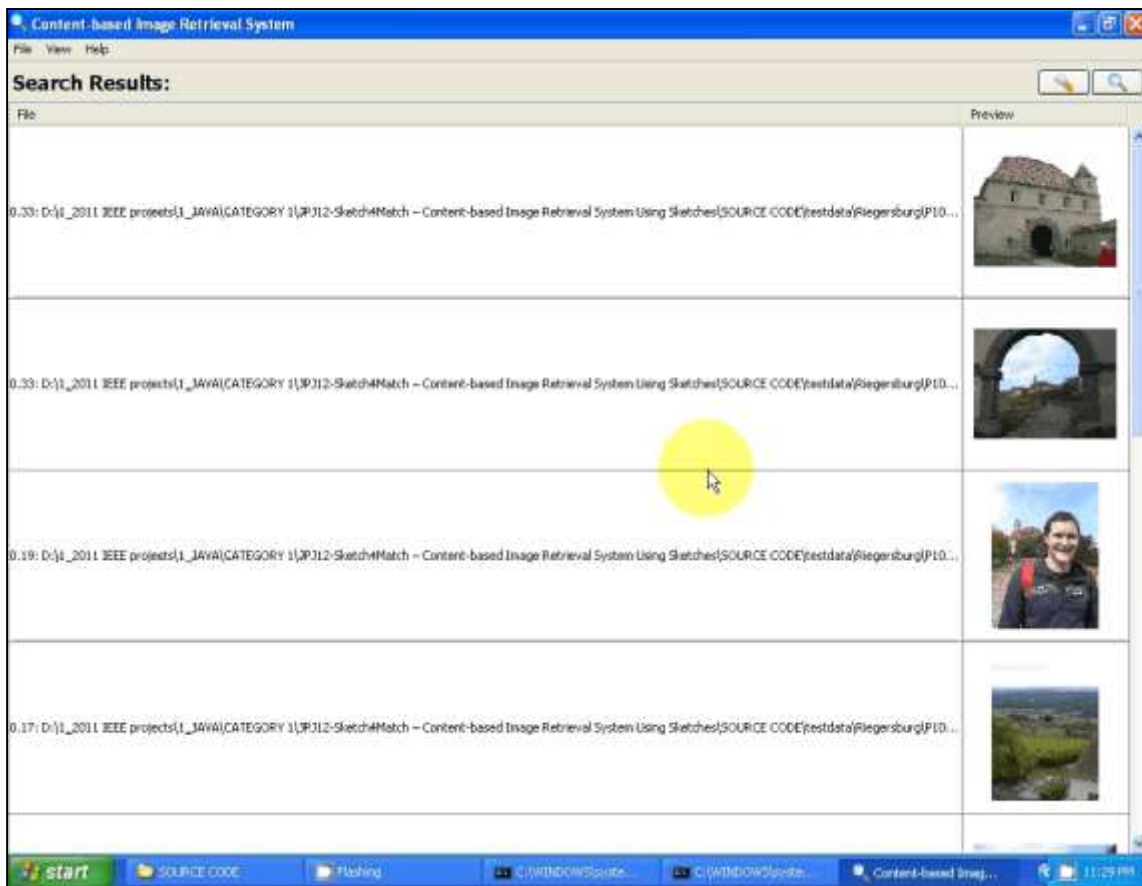 Content-based Image Retrieval System
File View Help
Search Results:
File Preview
0.33: D:\1_2011 IEEE projects\1_JAVA\CATEGORY 1\JPJ12-Sketch4Match – Content-based Image Retrieval System Using Sketches\SOURCE CODE\testdata\Riegersburg\P10...
0.33: D:\1_2011 IEEE projects\1_JAVA\CATEGORY 1\JPJ12-Sketch4Match – Content-based Image Retrieval System Using Sketches\SOURCE CODE\testdata\Riegersburg\P10...
0.19: D:\1_2011 IEEE projects\1_JAVA\CATEGORY 1\JPJ12-Sketch4Match – Content-based Image Retrieval System Using Sketches\SOURCE CODE\testdata\Riegersburg\P10...
0.17: D:\1_2011 IEEE projects\1_JAVA\CATEGORY 1\JPJ12-Sketch4Match – Content-based Image Retrieval System Using Sketches\SOURCE CODE\testdata\Riegersburg\P10...
start SOURCE CODE Flashing C:\WINDOWS\syste... C:\WINDOWS\syste... Content-based Imag... 11:29 PM